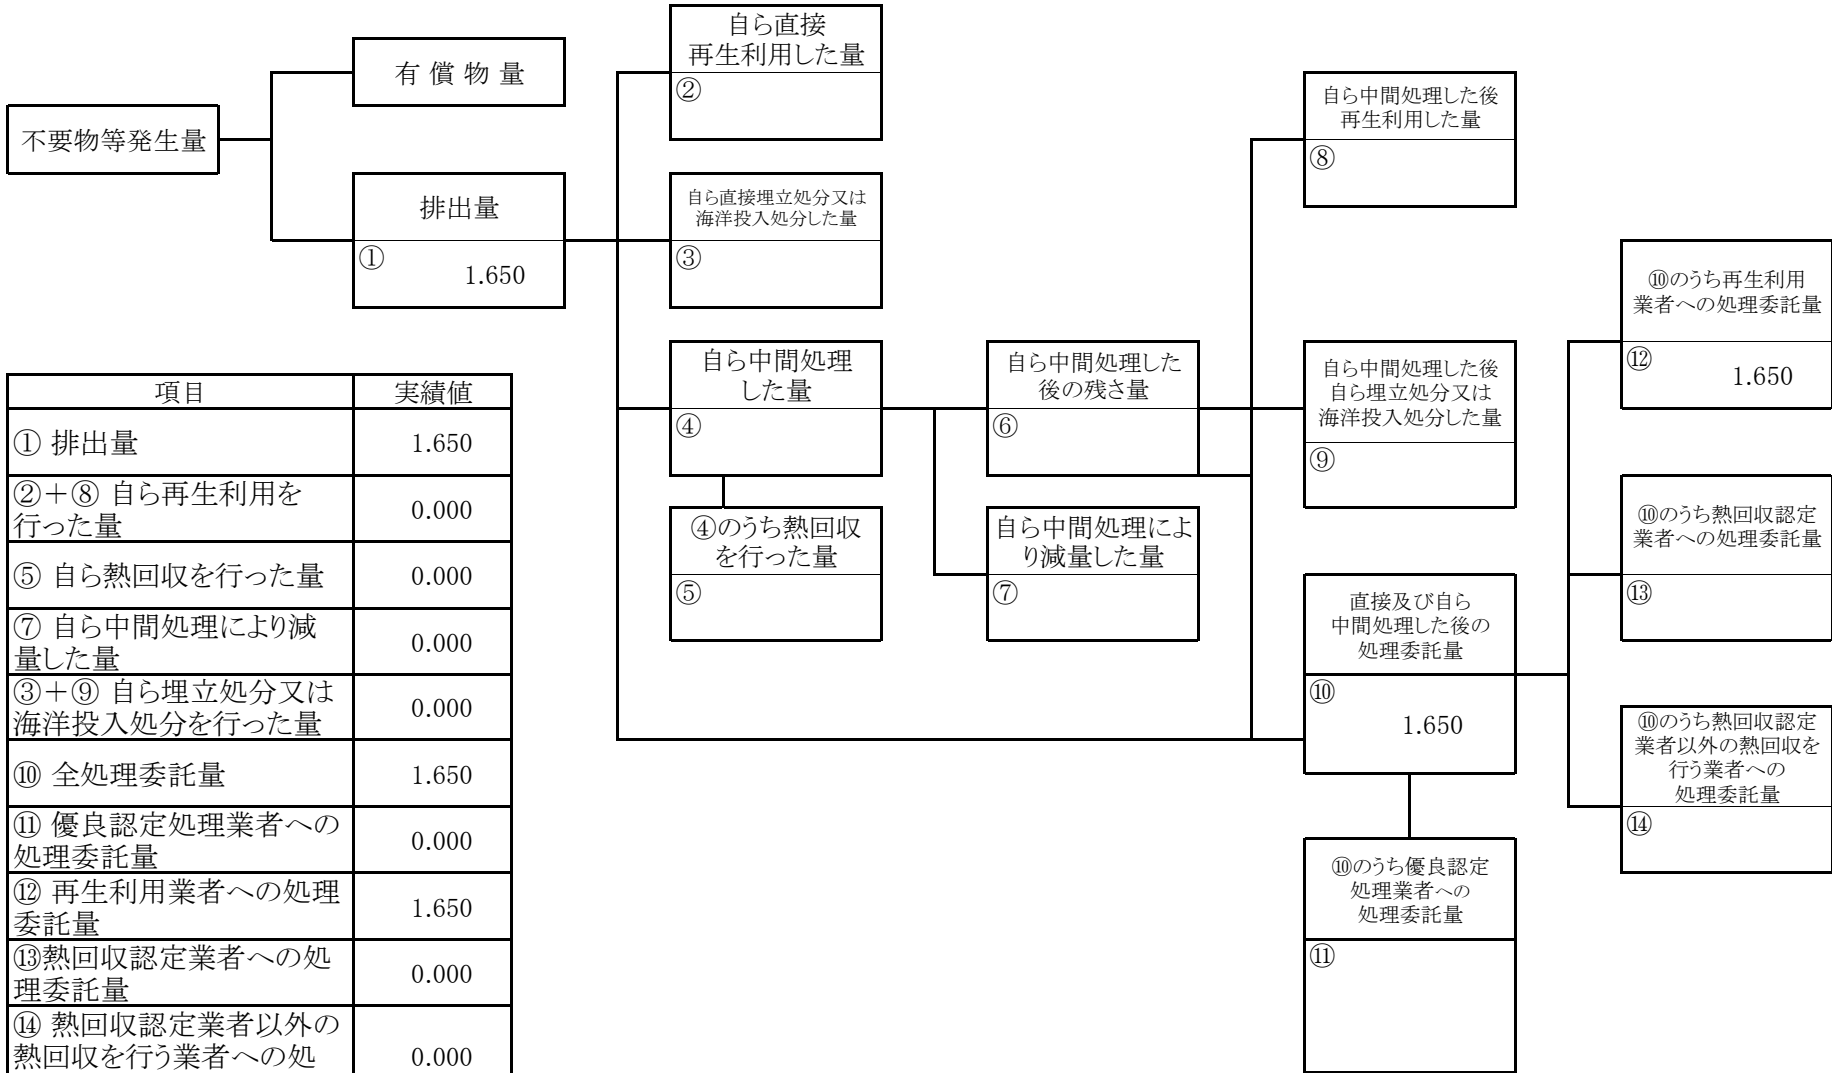 不要物等発生量
有 償 物 量
排出量
①
1.650
自ら直接
再生利用した量
②
自ら直接埋立処分又は
海洋投入処分した量
③
自ら中間処理
した量
④
④のうち熱回収
を行った量
⑤
自ら中間処理した
後の残さ量
⑥
自ら中間処理によ
り減量した量
⑦
自ら中間処理した後
再生利用した量
⑧
自ら中間処理した後
自ら埋立処分又は
海洋投入処分した量
⑨
直接及び自ら
中間処理した後の
処理委託量
⑩
1.650
⑩のうち優良認定
処理業者への
処理委託量
⑪
⑩のうち再生利用
業者への処理委託量
⑫
1.650
⑩のうち熱回収認定
業者への処理委託量
⑬
⑩のうち熱回収認定
業者以外の熱回収を
行う業者への
処理委託量
⑭
項目 実績値
① 排出量 1.650
②＋⑧ 自ら再生利用を
行った量 0.000
⑤ 自ら熱回収を行った量 0.000
⑦ 自ら中間処理により減
量した量 0.000
③＋⑨ 自ら埋立処分又は
海洋投入処分を行った量 0.000
⑩ 全処理委託量 1.650
⑪ 優良認定処理業者への
処理委託量 0.000
⑫ 再生利用業者への処理
委託量 1.650
⑬熱回収認定業者への処
理委託量 0.000
⑭ 熱回収認定業者以外の
熱回収を行う業者への処 0.000